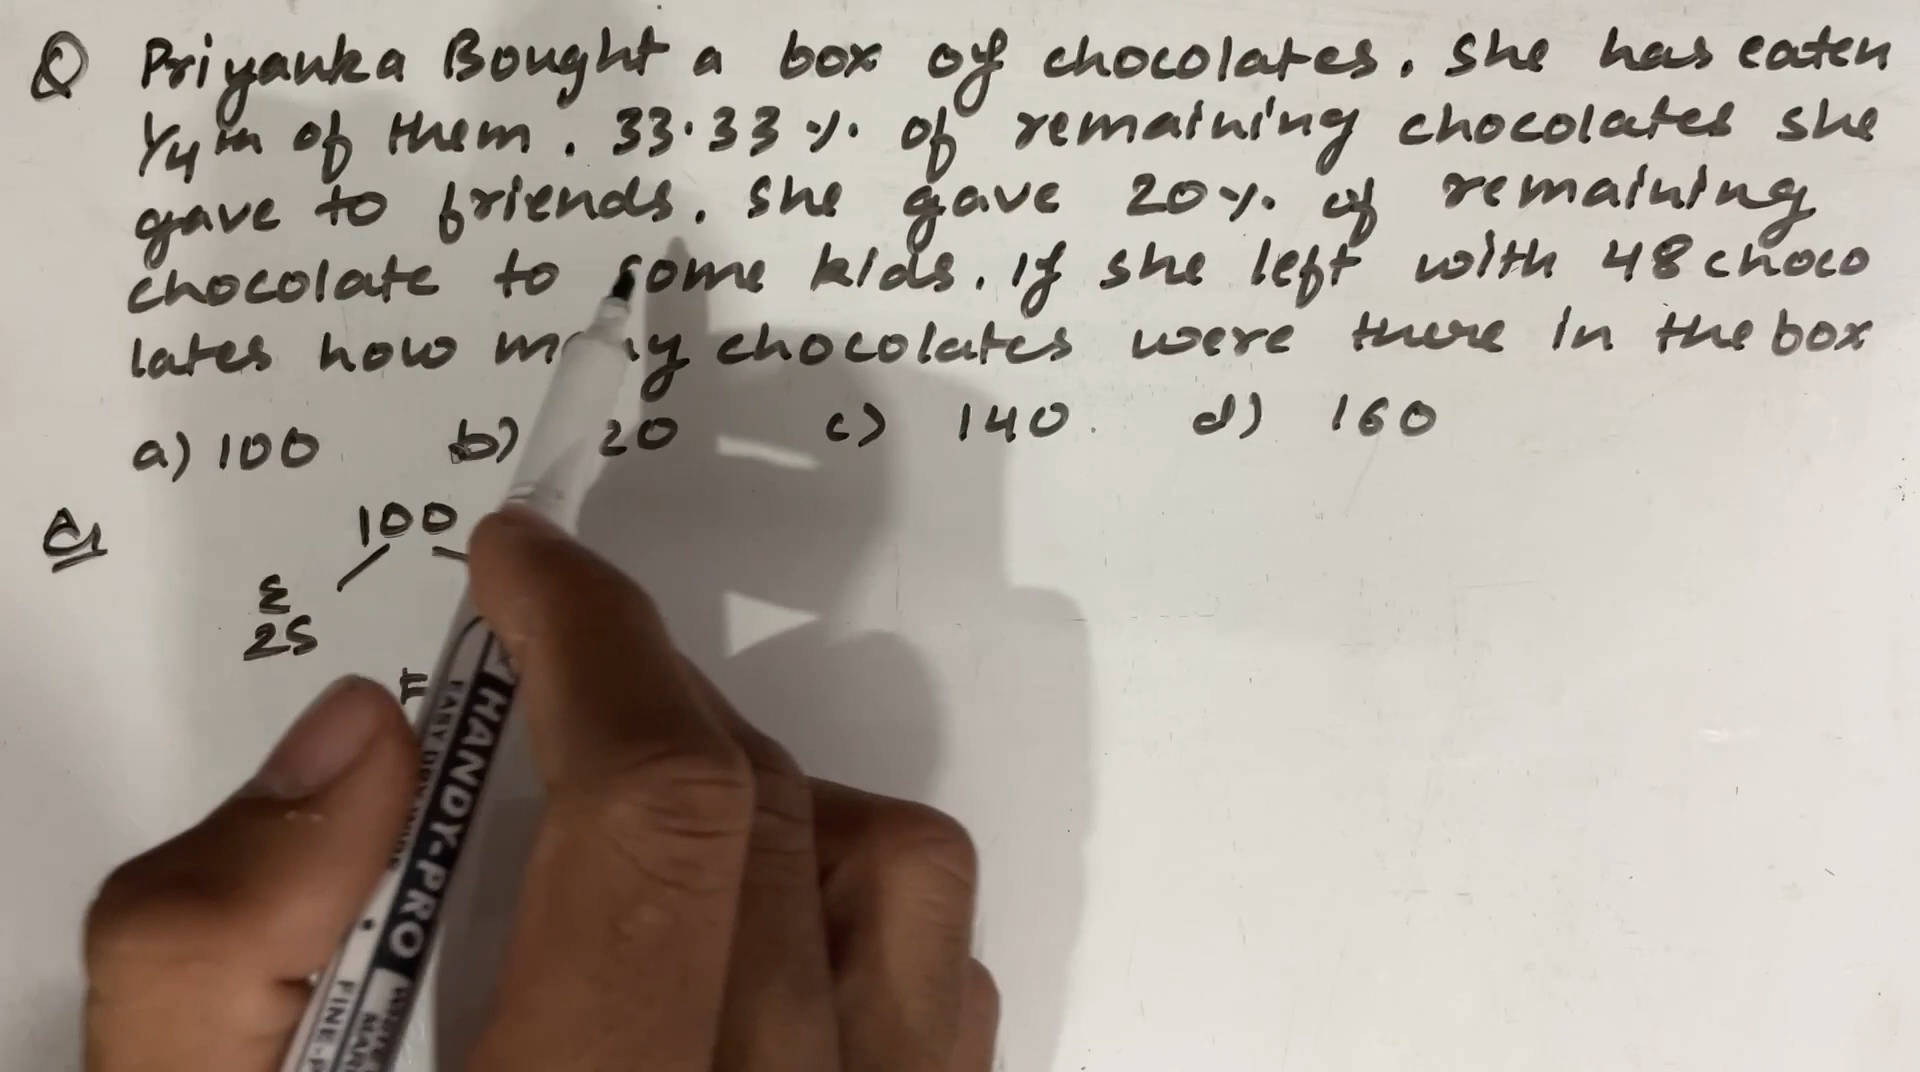 Q Priyanka Bought a box of chocolates. She has eaten
1/4th of them. 33.33 % of remaining chocolates she
gave to friends. She gave 20% of remaining
chocolate to some kids. If she left with 48 choco
lates how many chocolates were there in the box
a) 100 b) 20 c) 140. d) 160
100
E
25
F
HANDY-PRO
FINE-P